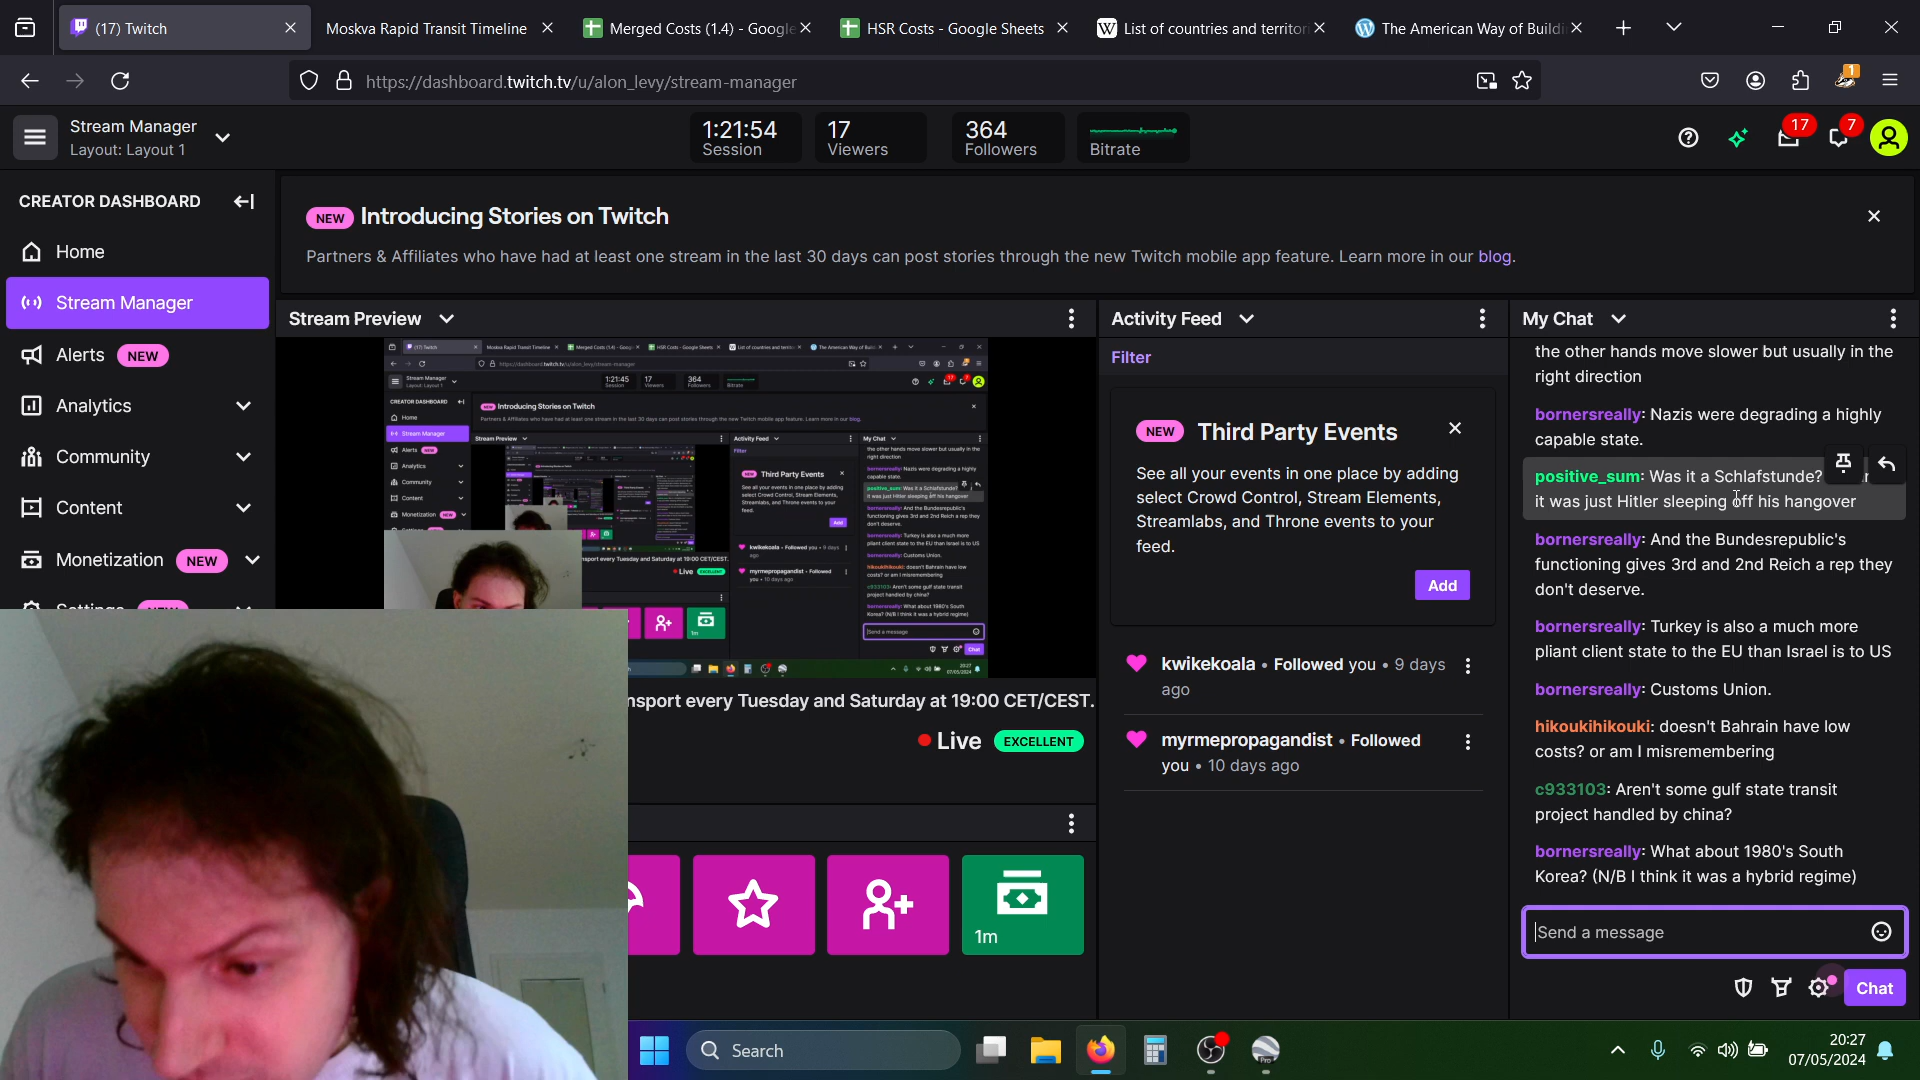 (17) Twitch
Moskva Rapid Transit Timeline
Merged Costs (1.4) - Google
HSR Costs - Google Sheets
List of countries and territori
The American Way of Buildi
https://dashboard.twitch.tv/u/alon_levy/stream-manager
1
Stream Manager
Layout: Layout 1
1:21:54
Session
17
Viewers
364
Followers
Bitrate
17
7
CREATOR DASHBOARD
Home
Stream Manager
Alerts NEW
Analytics
Community
Content
Monetization NEW
NEW Introducing Stories on Twitch
Partners & Affiliates who have had at least one stream in the last 30 days can post stories through the new Twitch mobile app feature. Learn more in our blog.
Stream Preview
nsport every Tuesday and Saturday at 19:00 CET/CEST.
Live EXCELLENT
1m
Activity Feed
Filter
NEW Third Party Events
See all your events in one place by adding
select Crowd Control, Stream Elements,
Streamlabs, and Throne events to your
feed.
Add
kwikekoala • Followed you • 9 days
ago
myrmepropagandist • Followed
you • 10 days ago
My Chat
the other hands move slower but usually in the
right direction
bornersreally: Nazis were degrading a highly
capable state.
positive_sum: Was it a Schlafstunde?
it was just Hitler sleeping off his hangover
bornersreally: And the Bundesrepublic's
functioning gives 3rd and 2nd Reich a rep they
don't deserve.
bornersreally: Turkey is also a much more
pliant client state to the EU than Israel is to US
bornersreally: Customs Union.
hikoukihikouki: doesn't Bahrain have low
costs? or am I misremembering
c933103: Aren't some gulf state transit
project handled by china?
bornersreally: What about 1980's South
Korea? (N/B I think it was a hybrid regime)
Send a message
Chat
Search
20:27
07/05/2024